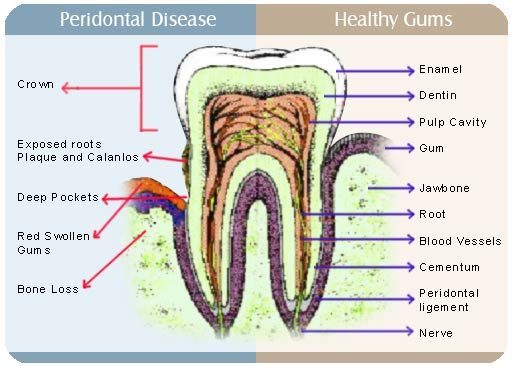 Peridontal Disease
Healthy Gums
Crown
Exposed roots
Plaque and Calanlos
Deep Pockets
Red Swollen
Gums
Bone Loss
Enamel
Dentin
Pulp Cavity
Gum
Jawbone
Root
Blood Vessels
Cementum
Peridontal
ligement
Nerve